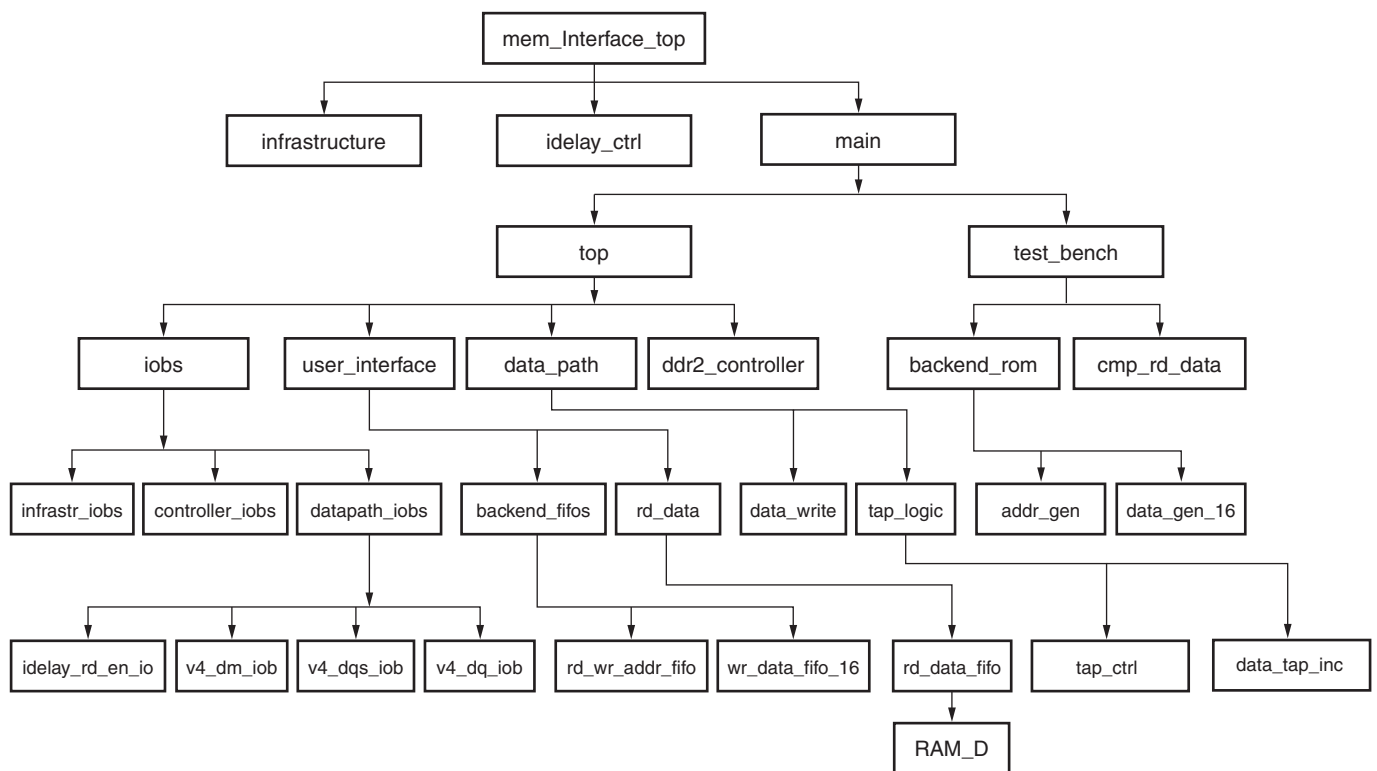 mem_Interface_top
infrastructure
idelay_ctrl
main
top
test_bench
iobs
user_interface
data_path
ddr2_controller
backend_rom
cmp_rd_data
infrastr_iobs
controller_iobs
datapath_iobs
backend_fifos
rd_data
data_write
tap_logic
addr_gen
data_gen_16
idelay_rd_en_io
v4_dm_iob
v4_dqs_iob
v4_dq_iob
rd_wr_addr_fifo
wr_data_fifo_16
rd_data_fifo
tap_ctrl
data_tap_inc
RAM_D